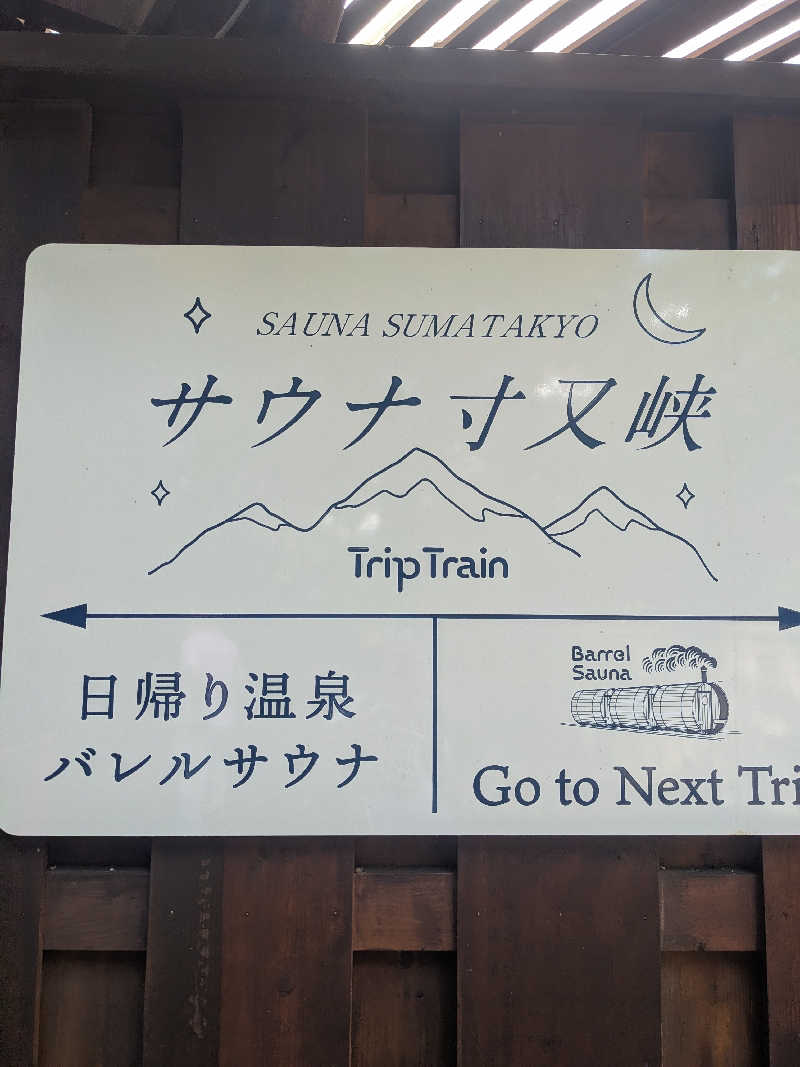 SAUNA SUMATAKYO
サウナ寸又峡
TripTrain
日帰り温泉
バレルサウナ
Barrel
Sauna
Go to Next Tri